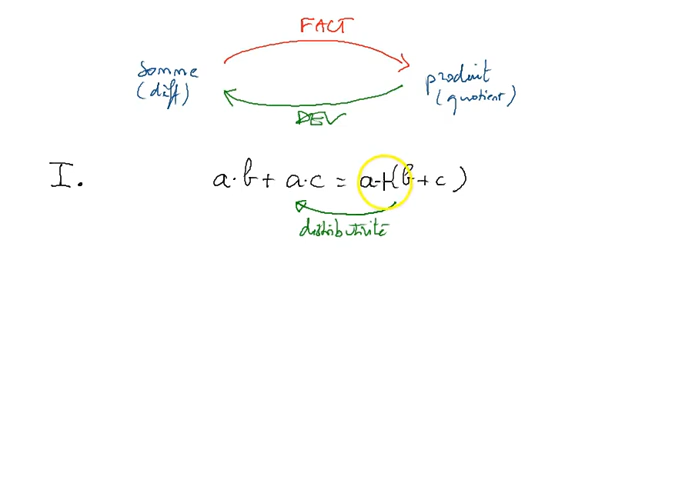 FACT
somme produit
(diff) (quotient)
DEV
I. a·b + a·c = a·(b + c)
distributivité